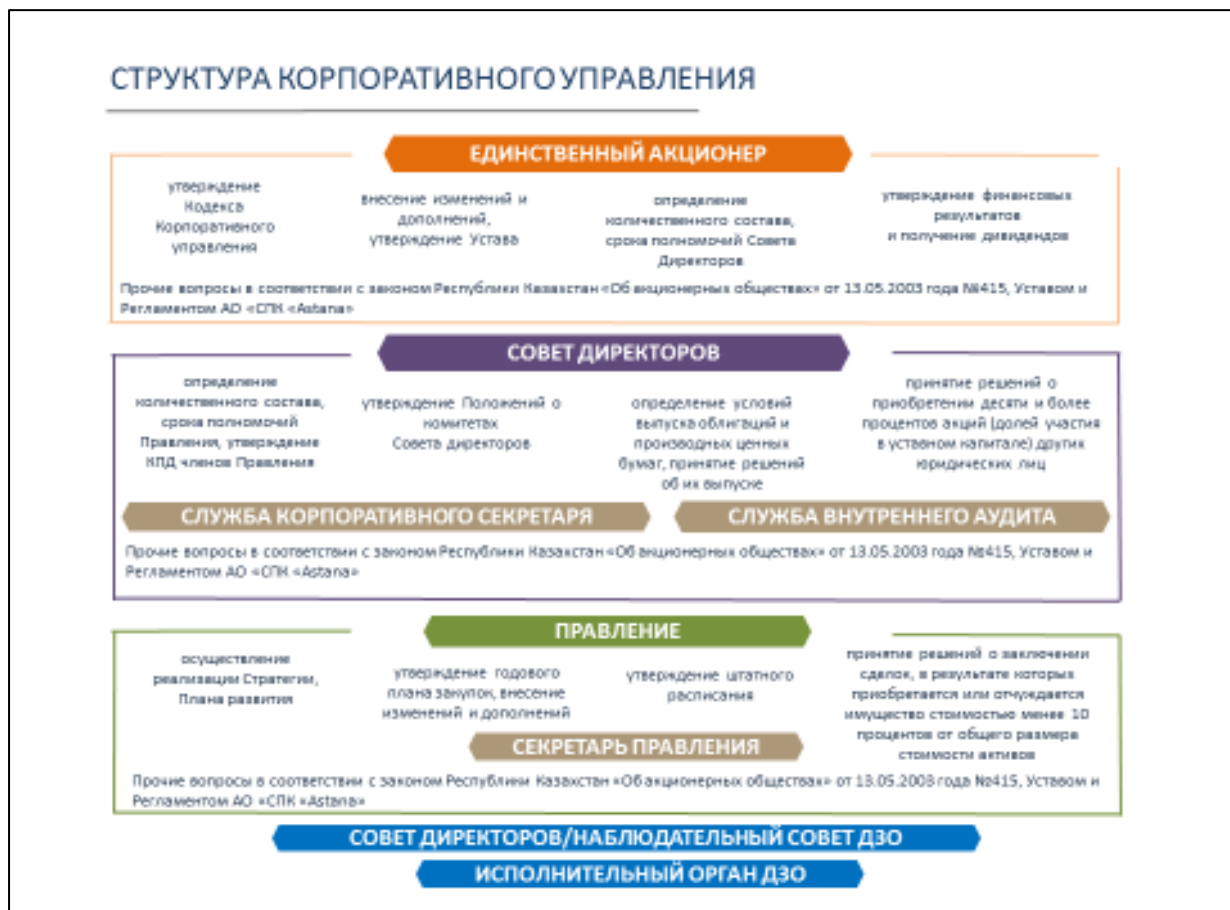 СТРУКТУРА КОРПОРАТИВНОГО УПРАВЛЕНИЯ
ЕДИНСТВЕННЫЙ АКЦИОНЕР
утверждение
Кодекса
Корпоративного
управления
внесение изменений и
дополнений,
утверждение Устава
определение
количественного состава,
срока полномочий Совета
Директоров
утверждение финансовых
результатов
и получение дивидендов
Прочие вопросы в соответствии с законом Республики Казахстан «Об акционерных обществах» от 13.05.2003 года №415, Уставом и
Регламентом АО «СПК «Astana»
СОВЕТ ДИРЕКТОРОВ
определение
количественного состава,
срока полномочий
Правления, утверждение
КПД членов Правления
утверждение Положений о
комитетах
Совета директоров
определение условий
выпуска облигаций и
производных ценных
бумаг, принятие решений
об их выпуске
принятие решений о
приобретении десяти и более
процентов акций (долей участия
в уставном капитале) других
юридических лиц
СЛУЖБА КОРПОРАТИВНОГО СЕКРЕТАРЯ
СЛУЖБА ВНУТРЕННЕГО АУДИТА
Прочие вопросы в соответствии с законом Республики Казахстан «Об акционерных обществах» от 13.05.2003 года №415, Уставом и
Регламентом АО «СПК «Astana»
ПРАВЛЕНИЕ
осуществление
реализации Стратегии,
Плана развития
утверждение годового
плана закупок, внесение
изменений и дополнений
утверждение штатного
расписания
принятие решений о заключении
сделок, в результате которых
приобретается или отчуждается
имущество стоимостью менее 10
процентов от общего размера
стоимости активов
СЕКРЕТАРЬ ПРАВЛЕНИЯ
Прочие вопросы в соответствии с законом Республики Казахстан «Об акционерных обществах» от 13.05.2003 года №415, Уставом и
Регламентом АО «СПК «Astana»
СОВЕТ ДИРЕКТОРОВ/НАБЛЮДАТЕЛЬНЫЙ СОВЕТ ДЗО
ИСПОЛНИТЕЛЬНЫЙ ОРГАН ДЗО